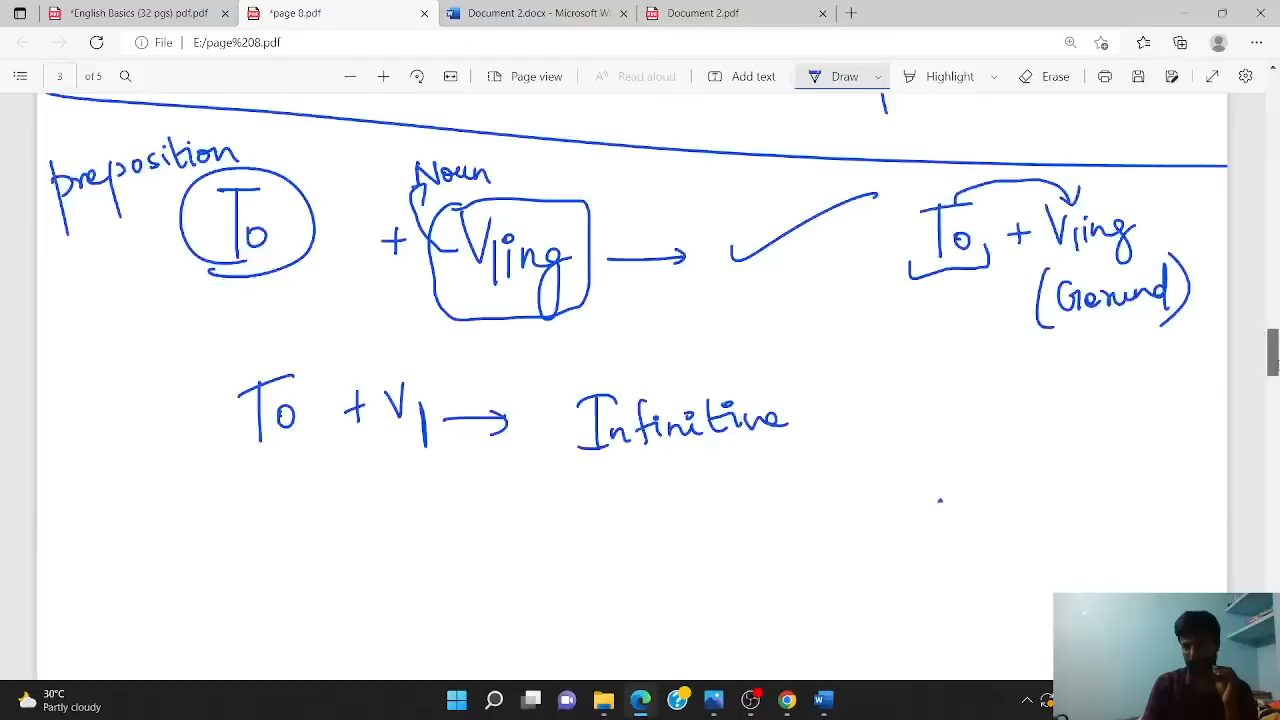 *English Basics (32 pgs) pdf.pdf
*page 8.pdf
Document 2.docx - Microsoft W
Document 2.pdf
File
E:/page%208.pdf
3 of 5
Page view
Read aloud
Add text
Draw
Highlight
Erase
preposition
Noun
To + V1ing
To + V1ing
(Gerund)
To + V1 → Infinitive
30°C
Partly cloudy